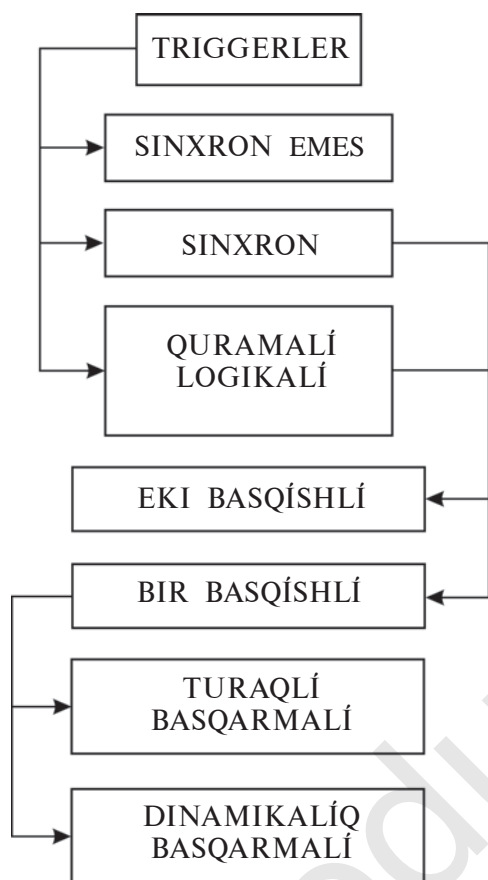 TRIGGERLER
SINXRON EMES
SINXRON
QURAMALÍ
LOGIKALÍ
EKI BASQÍSHLÍ
BIR BASQÍSHLÍ
TURAQLÍ
BASQARMALÍ
DINAMIKALÍQ
BASQARMALÍ